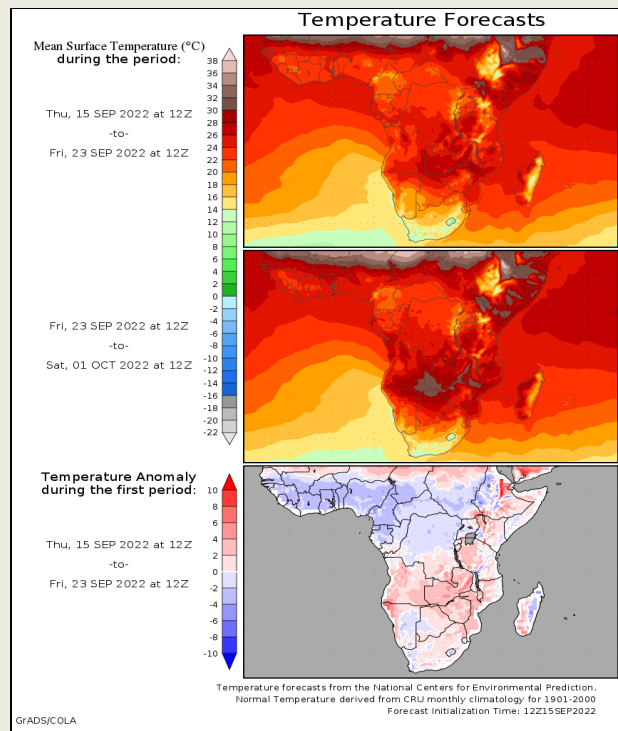 Temperature Forecasts
Mean Surface Temperature (°C)
during the period:
Thu, 15 SEP 2022 at 12Z
-to-
Fri, 23 SEP 2022 at 12Z
38
36
34
32
30
28
26
24
22
20
18
16
14
12
10
8
6
4
2
0
-2
-4
-6
-8
-10
-12
-14
-16
-18
-20
-22
Fri, 23 SEP 2022 at 12Z
-to-
Sat, 01 OCT 2022 at 12Z
Temperature Anomaly
during the first period:
Thu, 15 SEP 2022 at 12Z
-to-
Fri, 23 SEP 2022 at 12Z
10
8
6
4
2
0
-2
-4
-6
-8
-10
Temperature forecasts from the National Centers for Environmental Prediction.
Normal Temperature derived from CRU monthly climatology for 1901-2000
Forecast Initialization Time: 12Z15SEP2022
GrADS/COLA